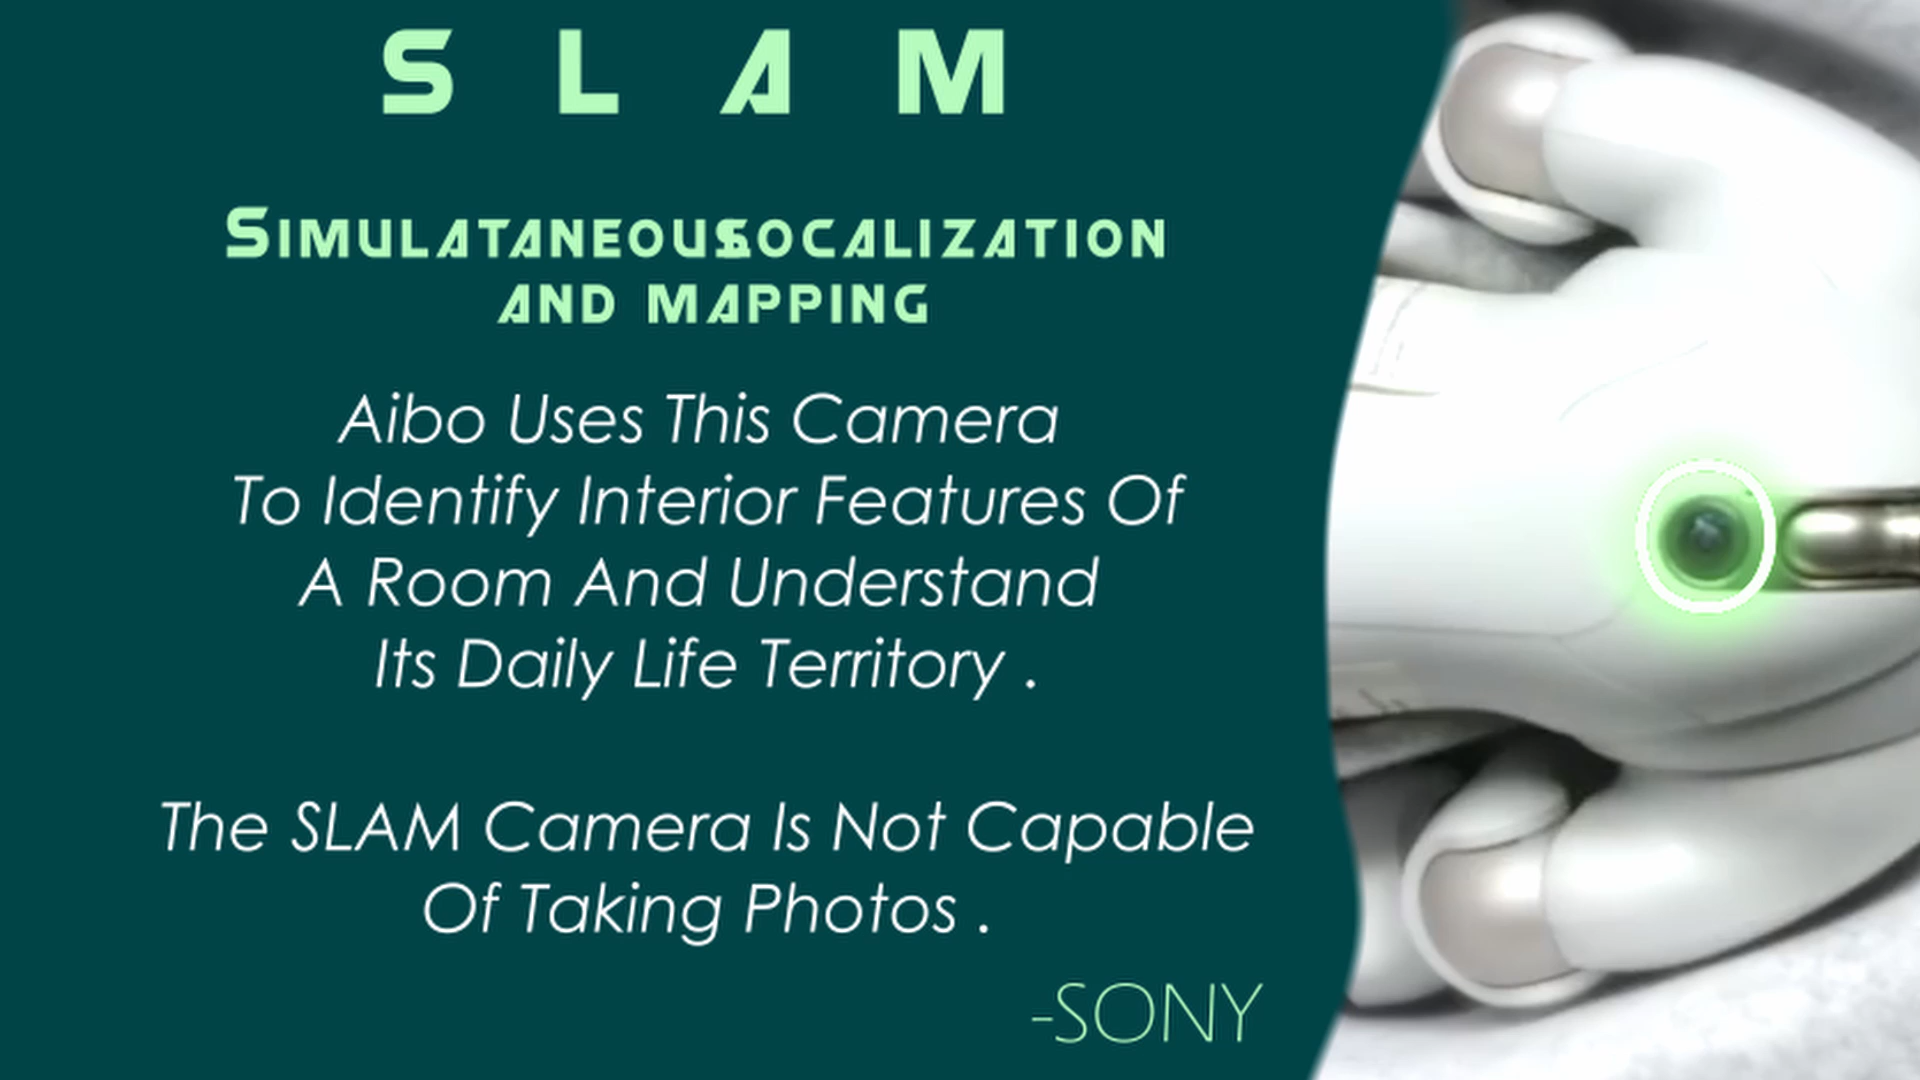 S L A M
SIMULATANEOUSLOCALIZATION
AND MAPPING
Aibo Uses This Camera
To Identify Interior Features Of
A Room And Understand
Its Daily Life Territory .
The SLAM Camera Is Not Capable
Of Taking Photos .
-SONY